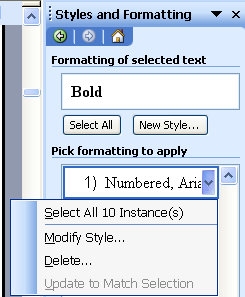 Styles and Formatting
Formatting of selected text
Bold
Select All
New Style...
Pick formatting to apply
1) Numbered, Aria
Select All 10 Instance(s)
Modify Style...
Delete...
Update to Match Selection